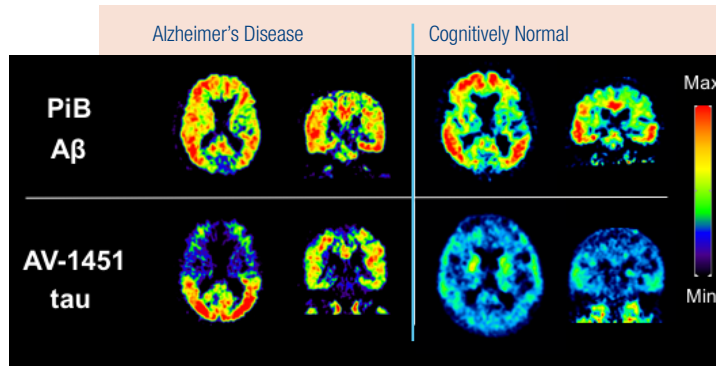 Alzheimer's Disease
Cognitively Normal
PiB
Aβ
Max
AV-1451
tau
Min